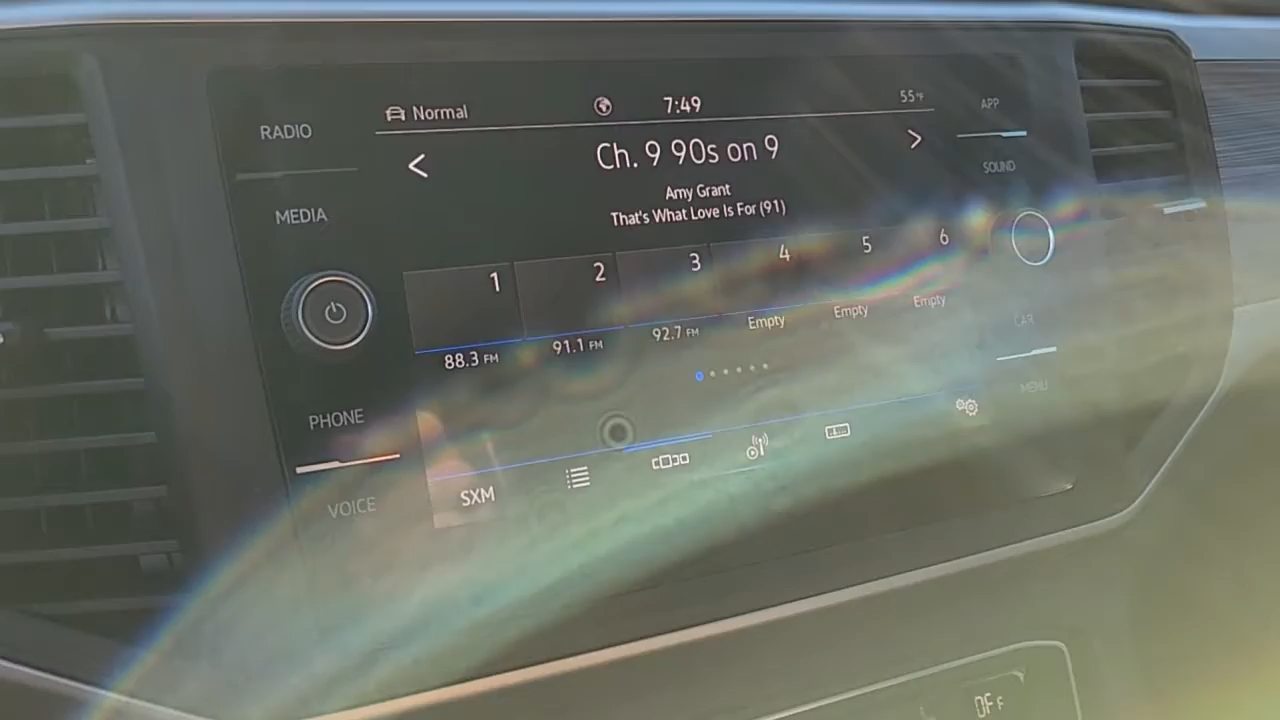 Normal
7:49
55°F
RADIO
MEDIA
PHONE
VOICE
Ch. 9 90s on 9
Amy Grant
That's What Love Is For (91)
1
2
3
4
5
6
88.3 FM
91.1 FM
92.7 FM
Empty
Empty
Empty
SXM
APP
SOUND
CAR
MENU
OFF